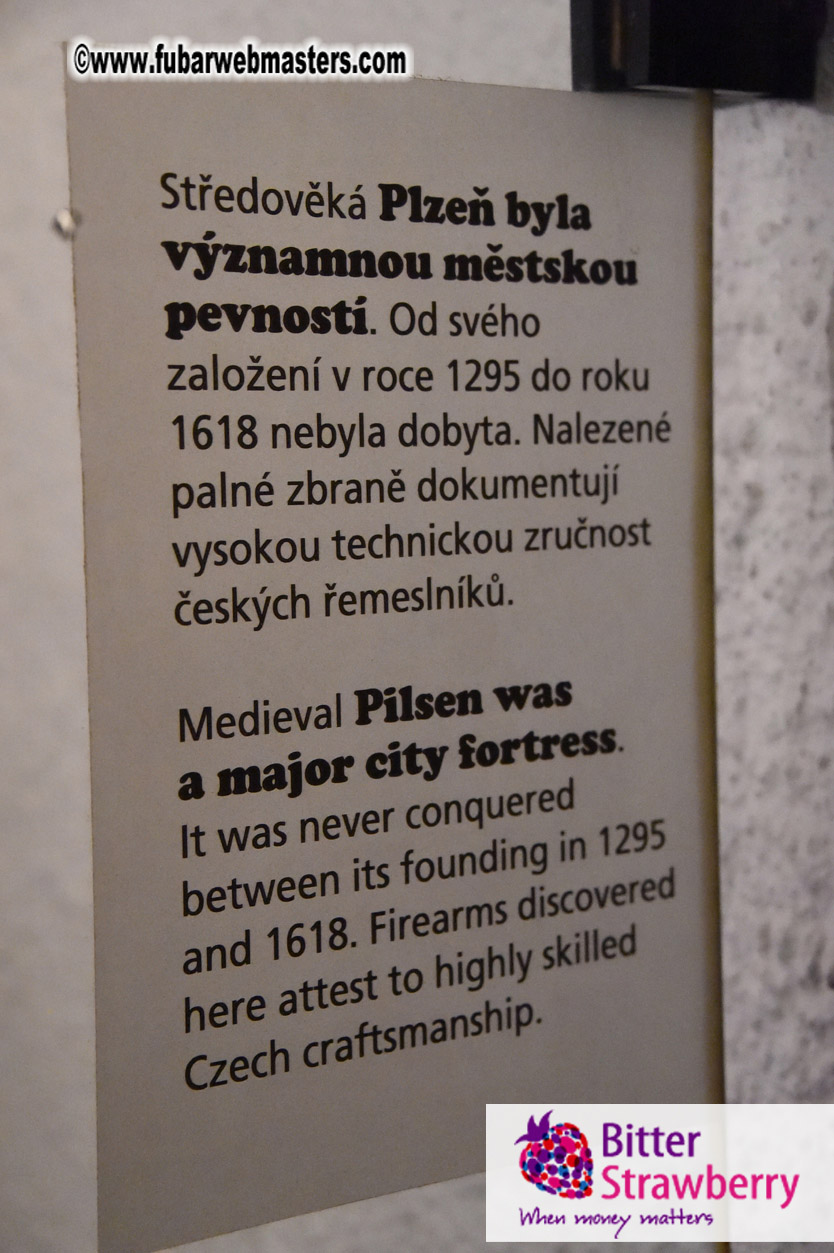 ©www.fubarwebmasters.com
Středověká Plzeň byla
významnou městskou
pevností. Od svého
založení v roce 1295 do roku
1618 nebyla dobyta. Nalezené
palné zbraně dokumentují
vysokou technickou zručnost
českých řemeslníků.
Medieval Pilsen was
a major city fortress.
It was never conquered
between its founding in 1295
and 1618. Firearms discovered
here attest to highly skilled
Czech craftsmanship.
Bitter
Strawberry
When money matters